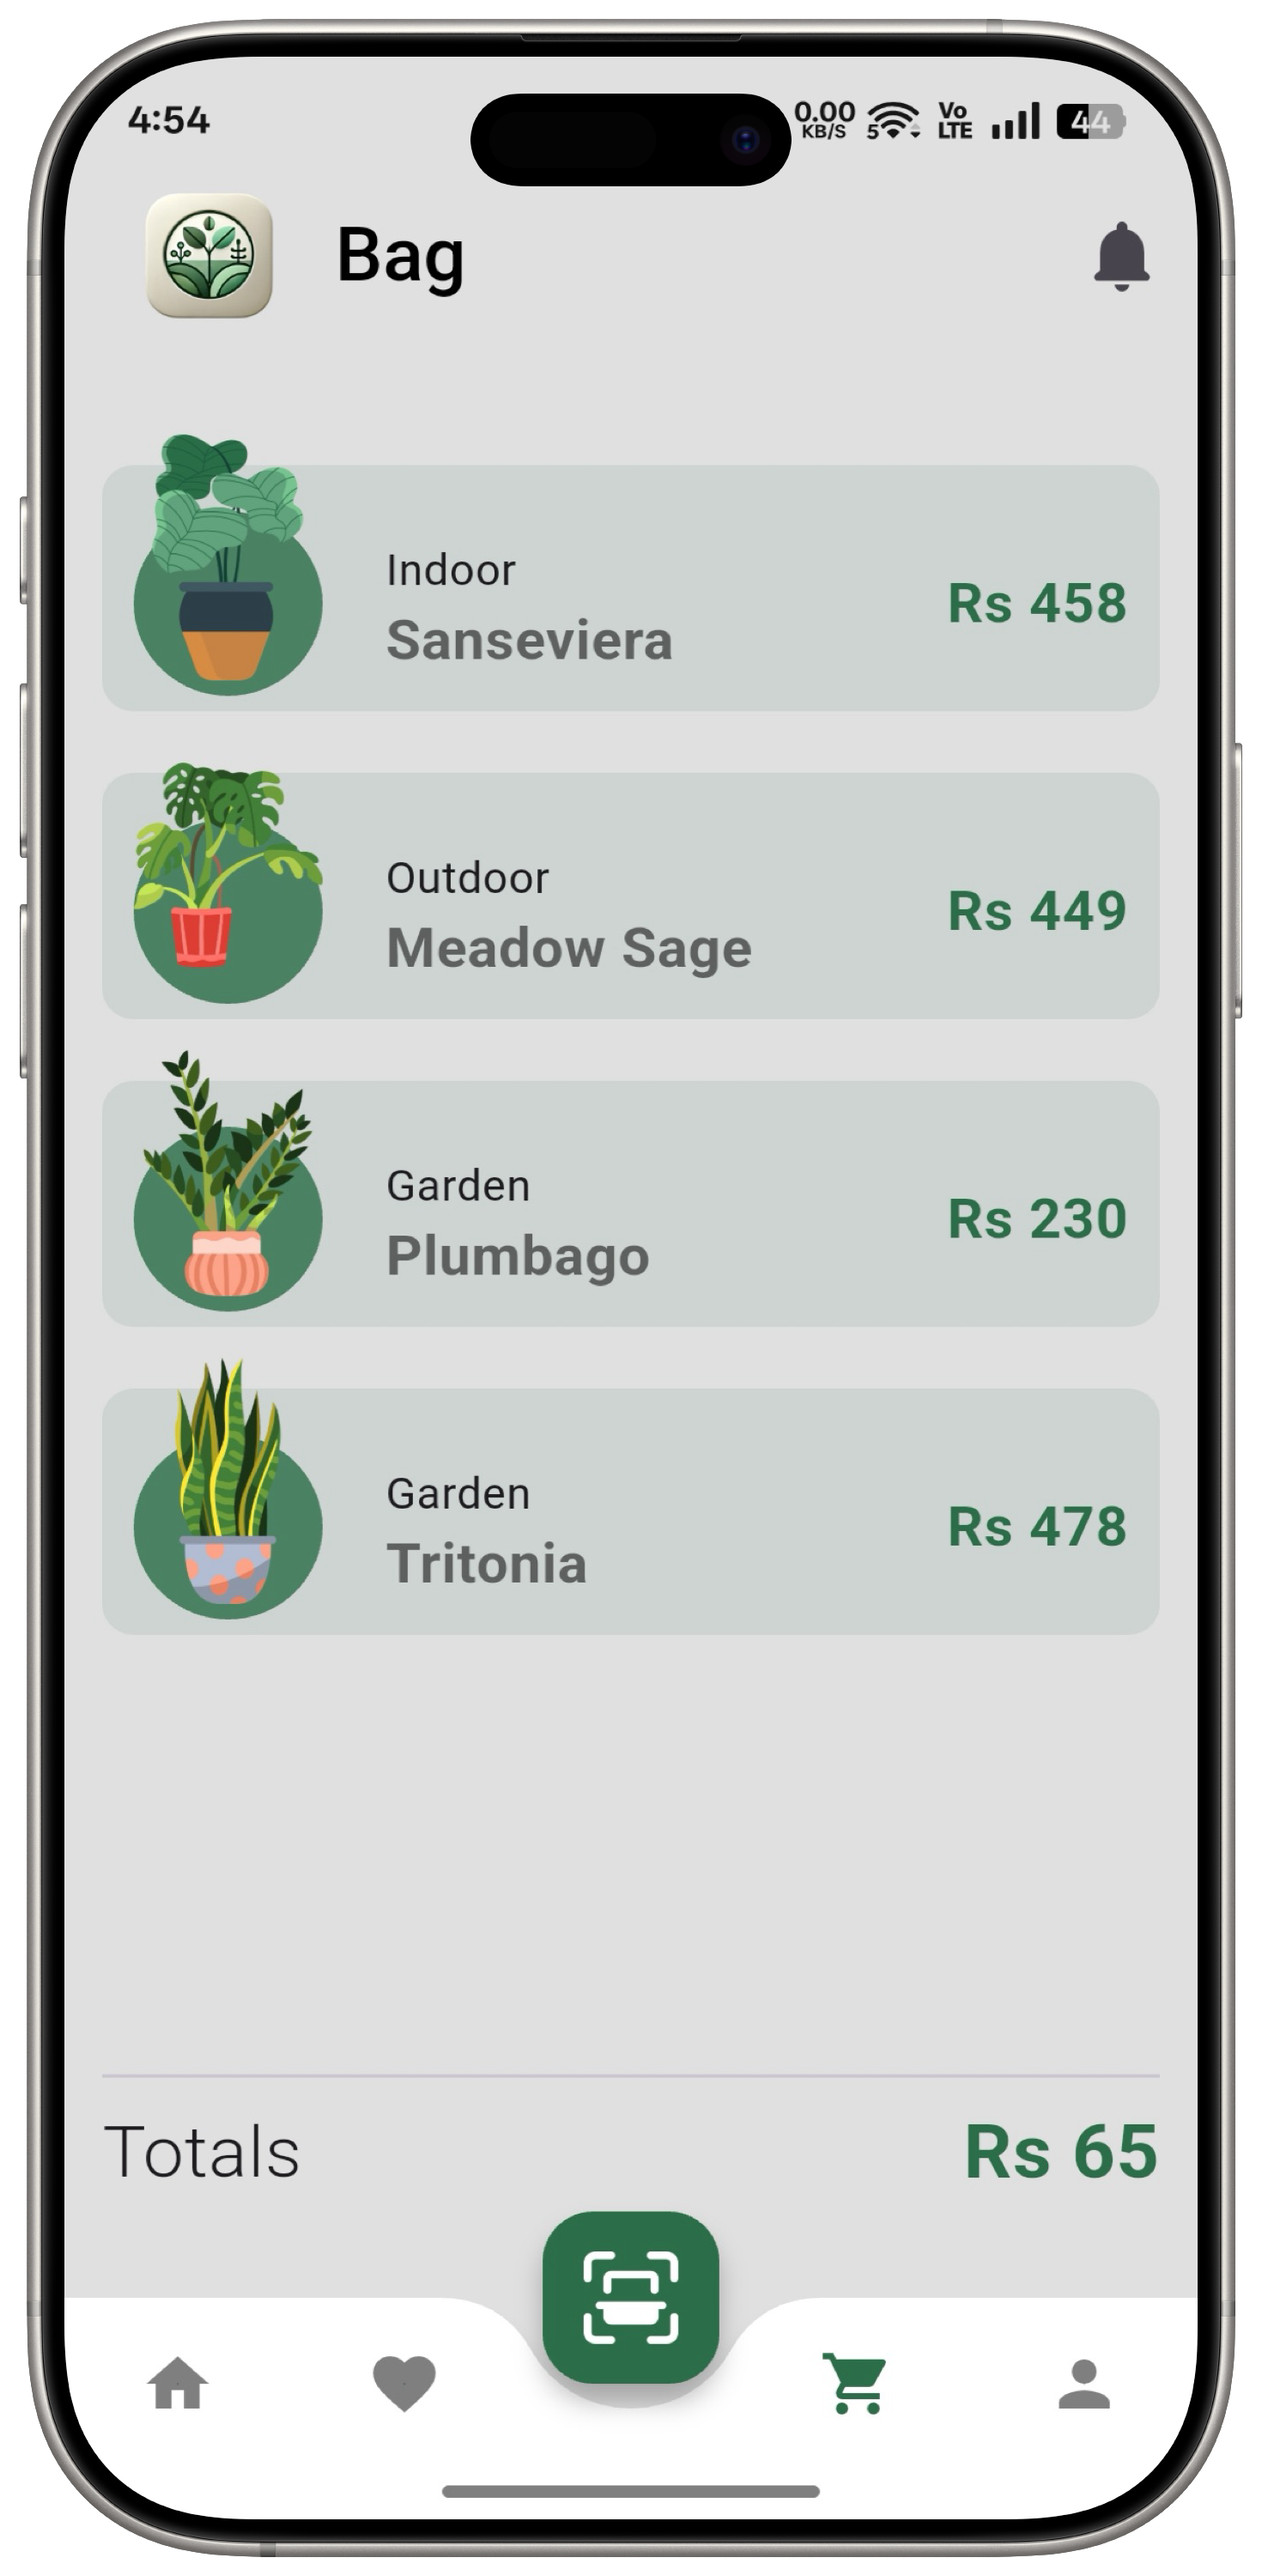 4:54
0.00
KB/S
5
Vo
LTE
44
Bag
Indoor
Sanseviera
Rs 458
Outdoor
Meadow Sage
Rs 449
Garden
Plumbago
Rs 230
Garden
Tritonia
Rs 478
Totals
Rs 65